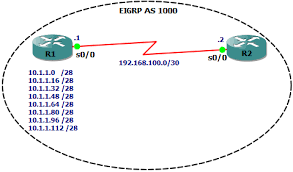 EIGRP AS 1000
.1
.2
s0/0
s0/0
R1
R2
192.168.100.0/30
10.1.1.0 /28
10.1.1.16 /28
10.1.1.32 /28
10.1.1.48 /28
10.1.1.64 /28
10.1.1.80 /28
10.1.1.96 /28
10.1.1.112 /28